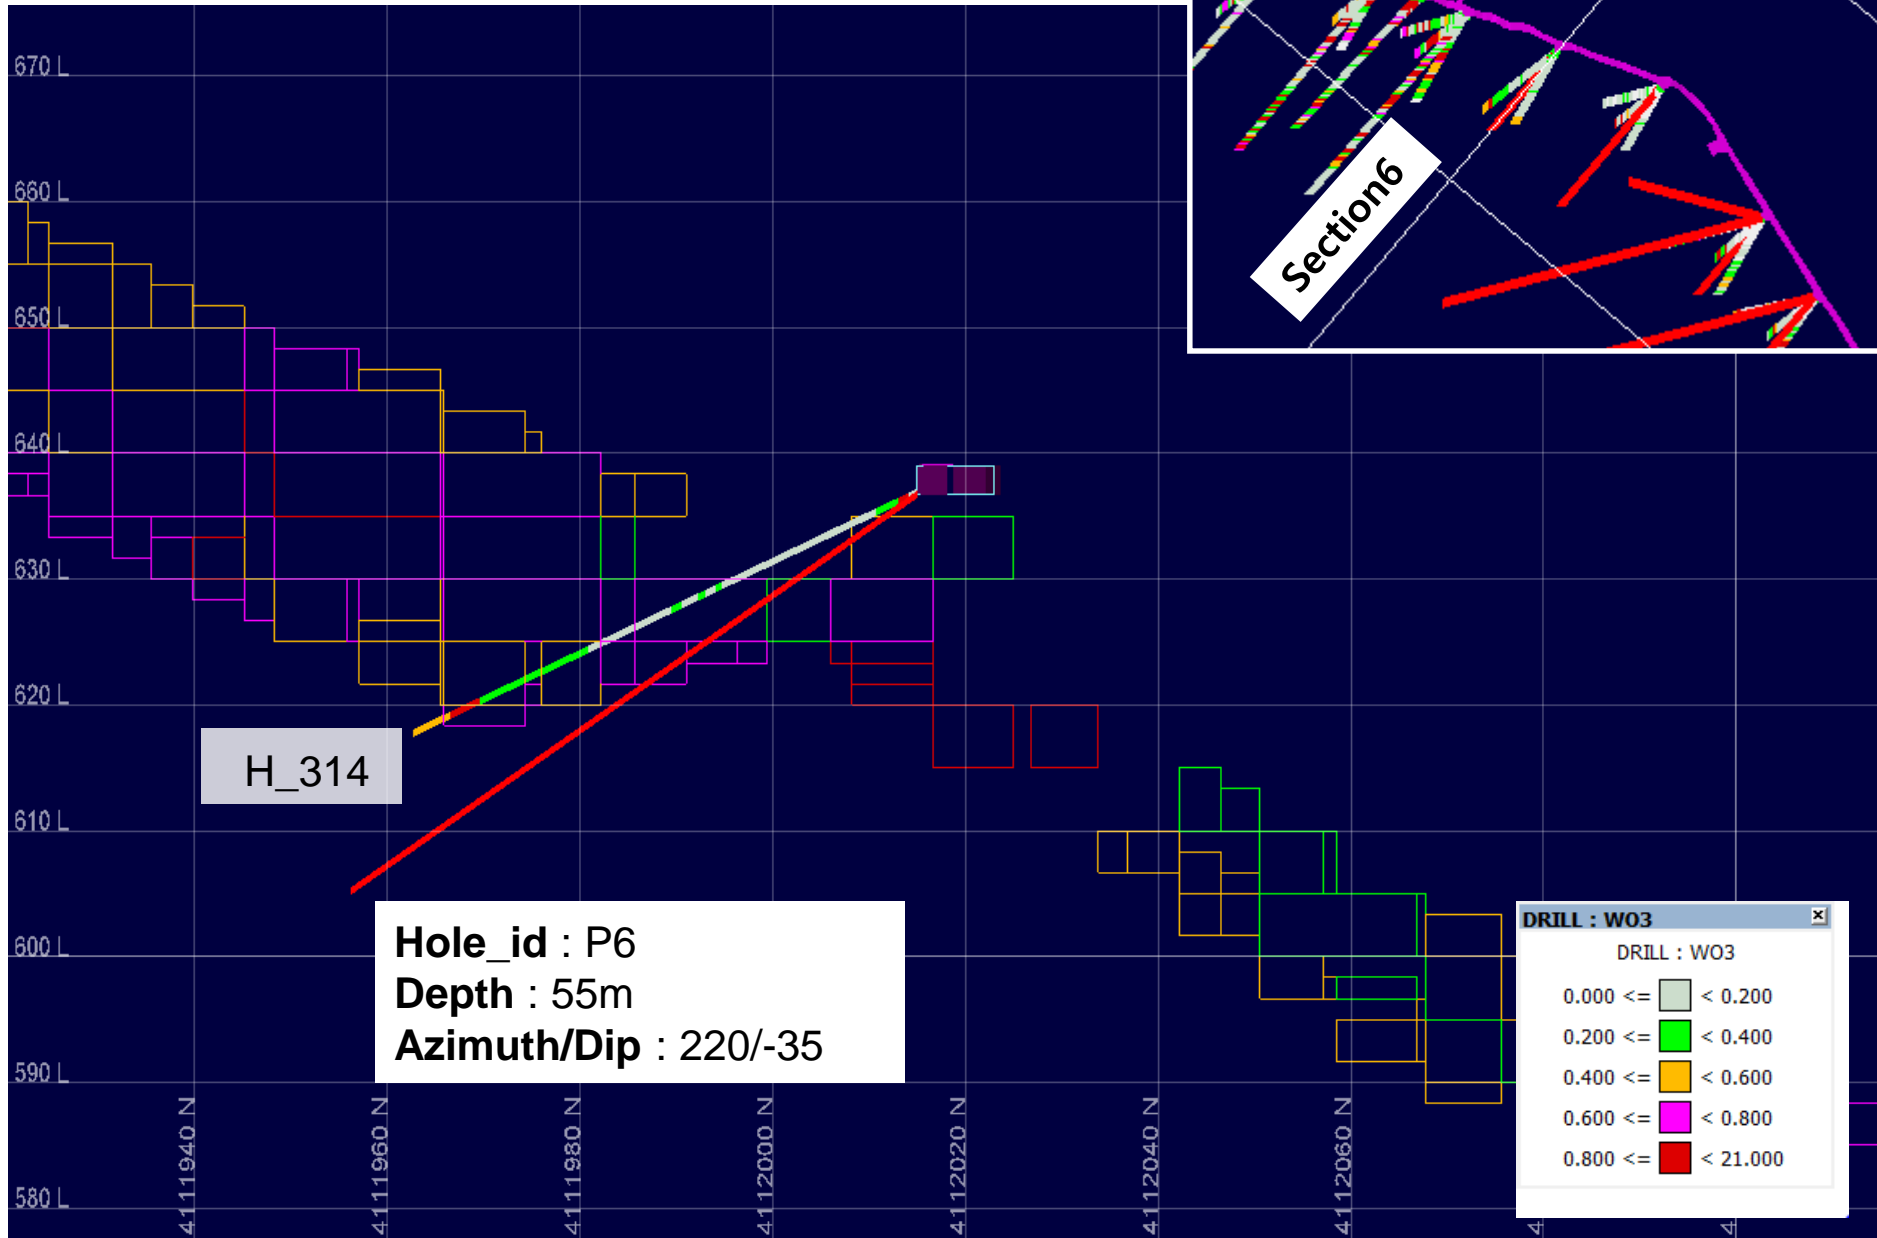 670 L
660 L
650 L
640 L
630 L
620 L
610 L
600 L
590 L
580 L
Section6
H_314
Hole_id : P6
Depth : 55m
Azimuth/Dip : 220/-35
DRILL : WO3
DRILL : WO3
0.000 <= < 0.200
0.200 <= < 0.400
0.400 <= < 0.600
0.600 <= < 0.800
0.800 <= < 21.000
4111940 N
4111960 N
4111980 N
4112000 N
4112020 N
4112040 N
4112060 N